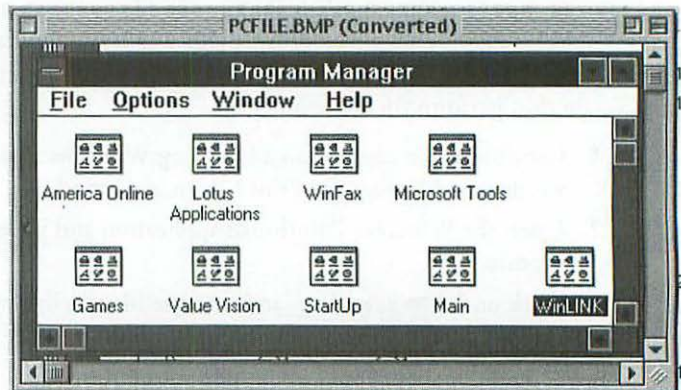 PCFILE.BMP (Converted)
Program Manager
File Options Window Help
America Online Lotus Applications WinFax Microsoft Tools
Games Value Vision StartUp Main WinLINK